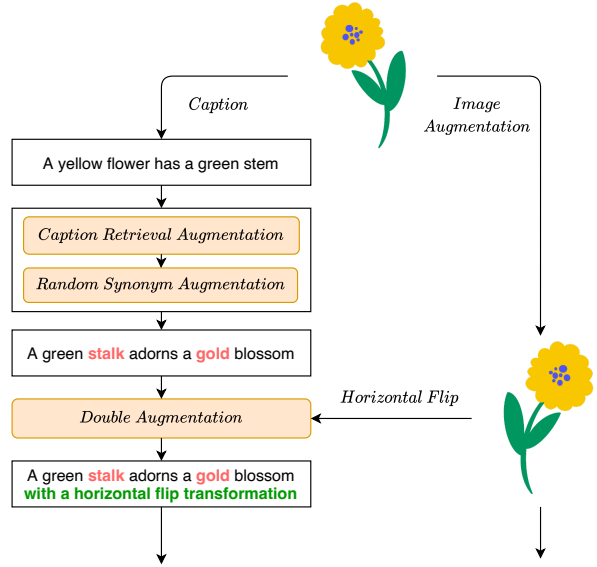 Caption
Image
Augmentation
A yellow flower has a green stem
Caption Retrieval Augmentation
Random Synonym Augmentation
A green stalk adorns a gold blossom
Horizontal Flip
Double Augmentation
A green stalk adorns a gold blossom
with a horizontal flip transformation